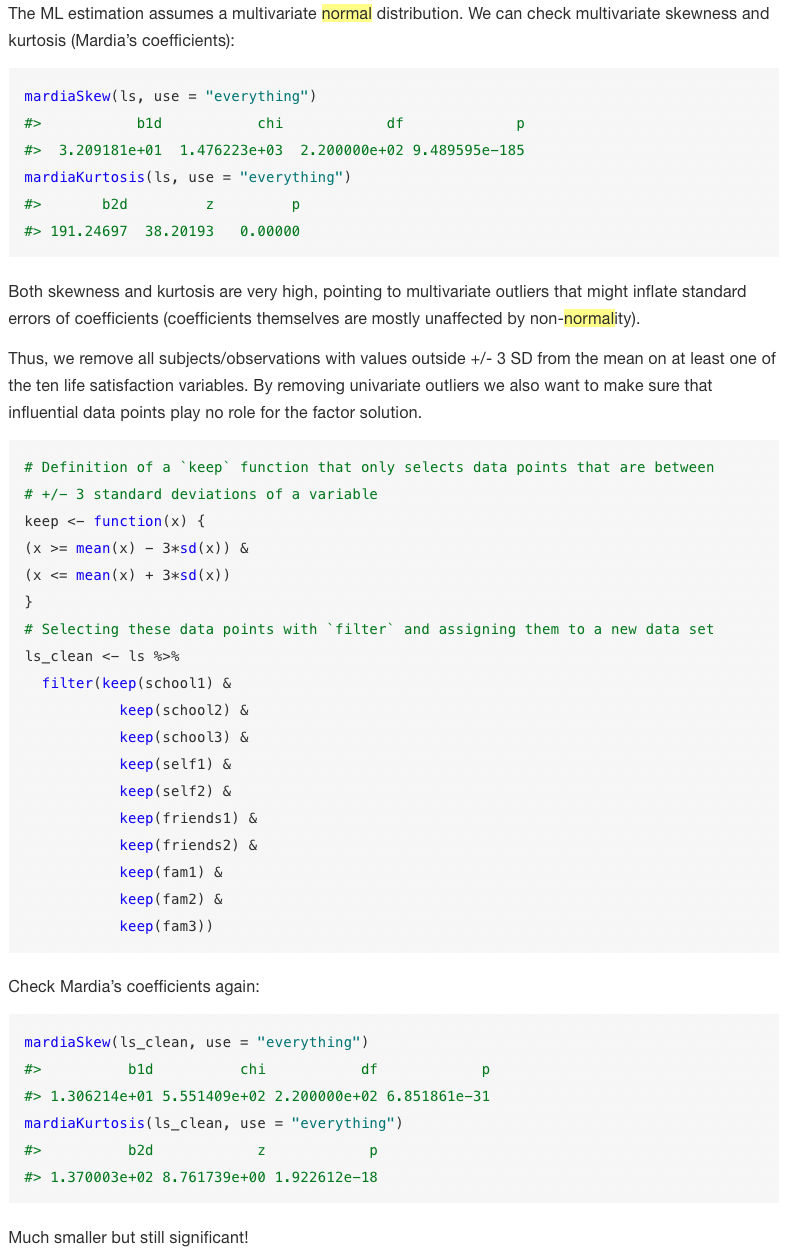 The ML estimation assumes a multivariate normal distribution. We can check multivariate skewness and
kurtosis (Mardia’s coefficients):
mardiaSkew(ls, use = "everything")
#>           b1d           chi            df             p
#>  3.209181e+01  1.476223e+03  2.200000e+02 9.489595e-185
mardiaKurtosis(ls, use = "everything")
#>       b2d         z         p
#> 191.24697  38.20193   0.00000
Both skewness and kurtosis are very high, pointing to multivariate outliers that might inflate standard
errors of coefficients (coefficients themselves are mostly unaffected by non-normality).
Thus, we remove all subjects/observations with values outside +/- 3 SD from the mean on at least one of
the ten life satisfaction variables. By removing univariate outliers we also want to make sure that
influential data points play no role for the factor solution.
# Definition of a `keep` function that only selects data points that are between
# +/- 3 standard deviations of a variable
keep <- function(x) {
(x >= mean(x) - 3*sd(x)) &
(x <= mean(x) + 3*sd(x))
}
# Selecting these data points with `filter` and assigning them to a new data set
ls_clean <- ls %>%
  filter(keep(school1) &
           keep(school2) &
           keep(school3) &
           keep(self1) &
           keep(self2) &
           keep(friends1) &
           keep(friends2) &
           keep(fam1) &
           keep(fam2) &
           keep(fam3))
Check Mardia’s coefficients again:
mardiaSkew(ls_clean, use = "everything")
#>          b1d          chi           df            p
#> 1.306214e+01 5.551409e+02 2.200000e+02 6.851861e-31
mardiaKurtosis(ls_clean, use = "everything")
#>          b2d            z            p
#> 1.370003e+02 8.761739e+00 1.922612e-18
Much smaller but still significant!